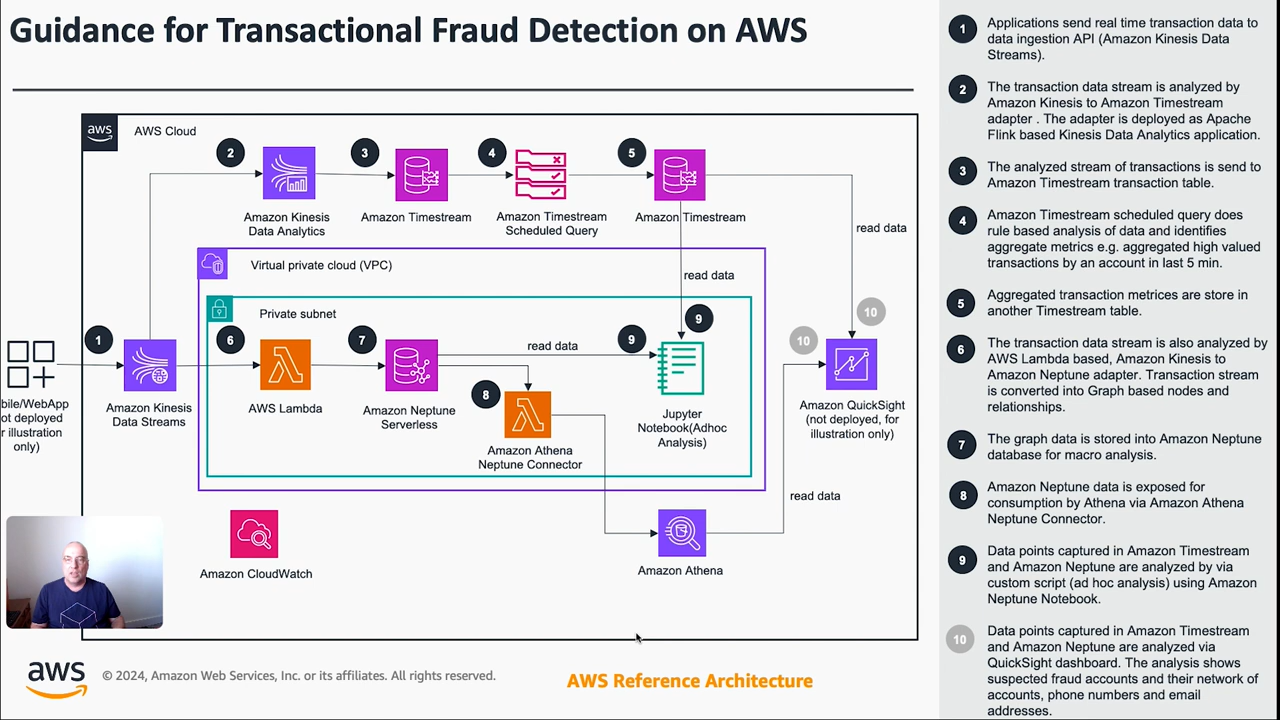 Guidance for Transactional Fraud Detection on AWS
aws
AWS Cloud
2
3
4
5
Amazon Kinesis
Data Analytics
Amazon Timestream
Amazon Timestream
Scheduled Query
Amazon Timestream
read data
read data
Virtual private cloud (VPC)
Private subnet
1
6
7
8
9
9
10
10
read data
bile/WebApp
ot deployed
r illustration
only)
Amazon Kinesis
Data Streams
AWS Lambda
Amazon Neptune
Serverless
Amazon Athena
Neptune Connector
Jupyter
Notebook(Adhoc
Analysis)
Amazon QuickSight
(not deployed, for
illustration only)
read data
Amazon CloudWatch
Amazon Athena
aws
© 2024, Amazon Web Services, Inc. or its affiliates. All rights reserved.
AWS Reference Architecture
1
Applications send real time transaction data to
data ingestion API (Amazon Kinesis Data
Streams).
2
The transaction data stream is analyzed by
Amazon Kinesis to Amazon Timestream
adapter . The adapter is deployed as Apache
Flink based Kinesis Data Analytics application.
3
The analyzed stream of transactions is send to
Amazon Timestream transaction table.
4
Amazon Timestream scheduled query does
rule based analysis of data and identifies
aggregate metrics e.g. aggregated high valued
transactions by an account in last 5 min.
5
Aggregated transaction metrices are store in
another Timestream table.
6
The transaction data stream is also analyzed by
AWS Lambda based, Amazon Kinesis to
Amazon Neptune adapter. Transaction stream
is converted into Graph based nodes and
relationships.
7
The graph data is stored into Amazon Neptune
database for macro analysis.
8
Amazon Neptune data is exposed for
consumption by Athena via Amazon Athena
Neptune Connector.
9
Data points captured in Amazon Timestream
and Amazon Neptune are analyzed by via
custom script (ad hoc analysis) using Amazon
Neptune Notebook.
10
Data points captured in Amazon Timestream
and Amazon Neptune are analyzed via
QuickSight dashboard. The analysis shows
suspected fraud accounts and their network of
accounts, phone numbers and email
addresses.